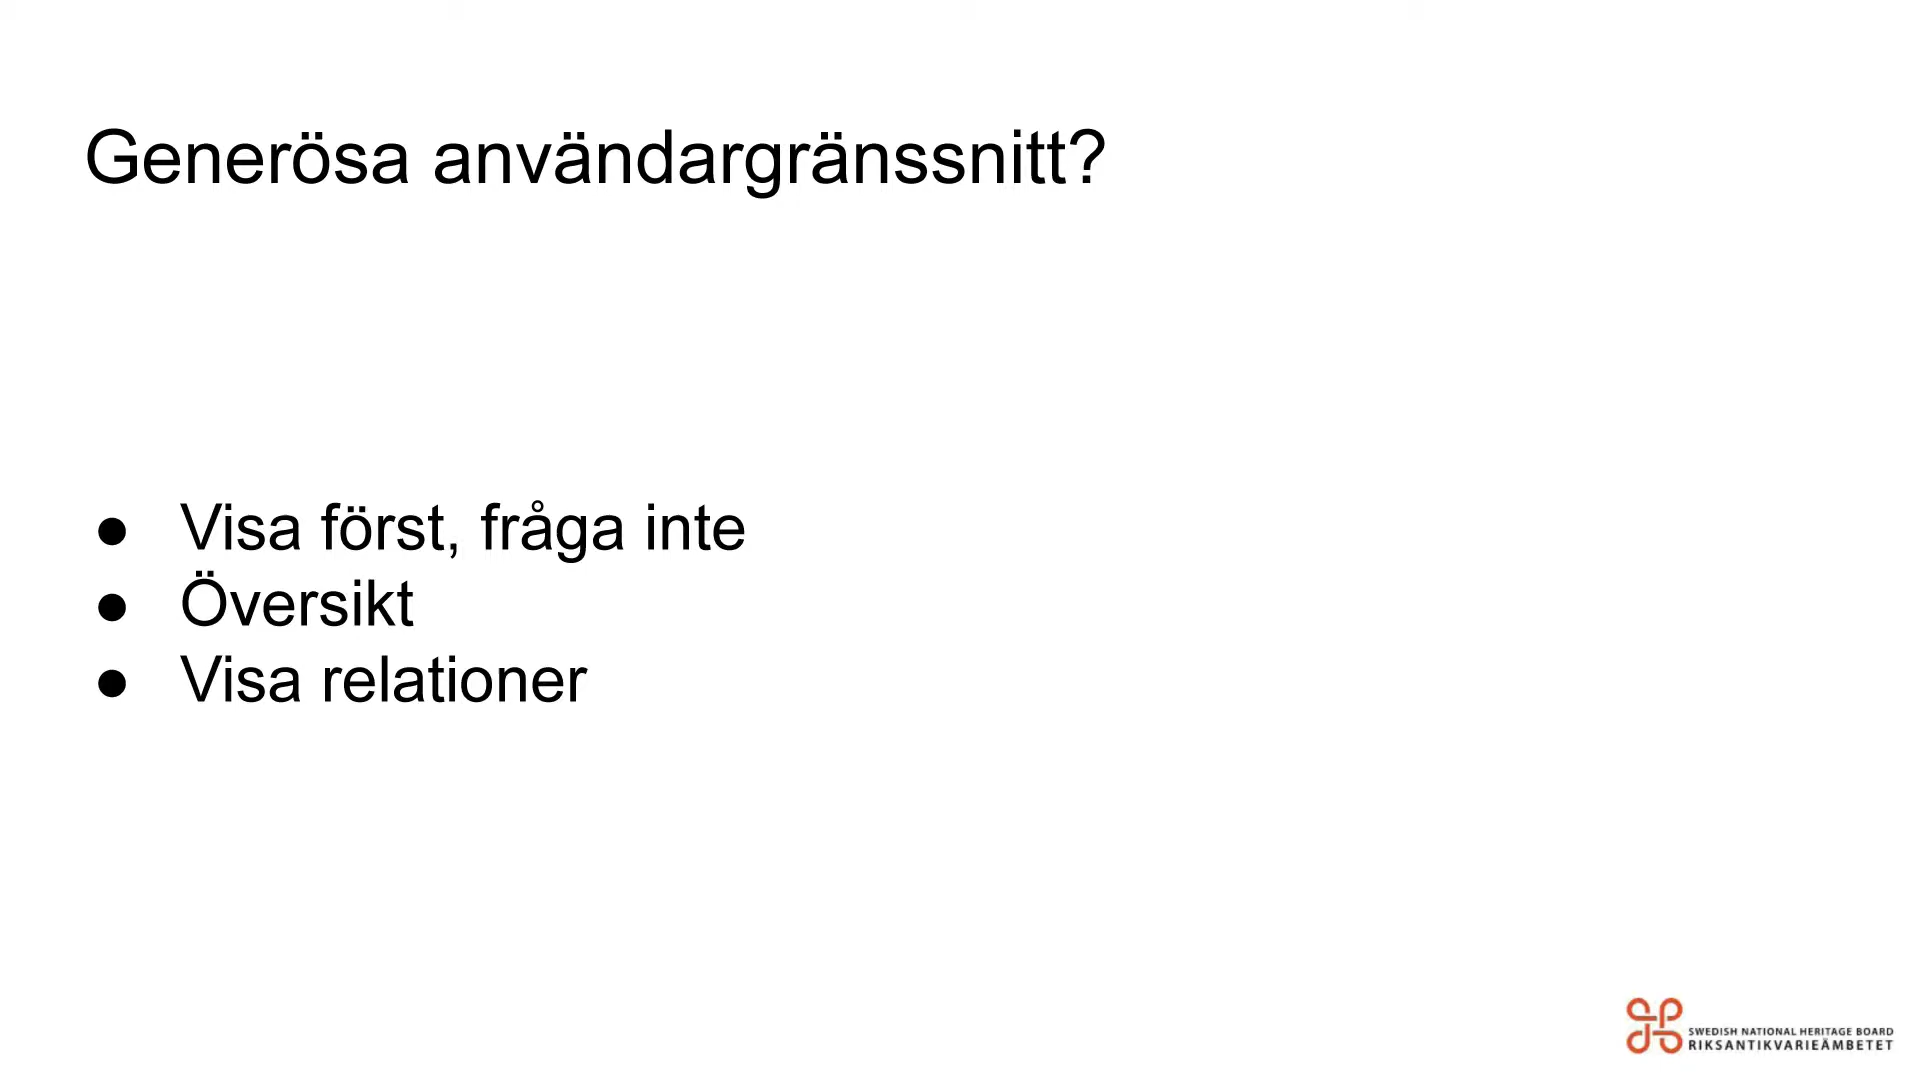 Generösa användargränssnitt?
● Visa först, fråga inte
● Översikt
● Visa relationer
SWEDISH NATIONAL HERITAGE BOARD
RIKSANTIKVARIEÄMBETET